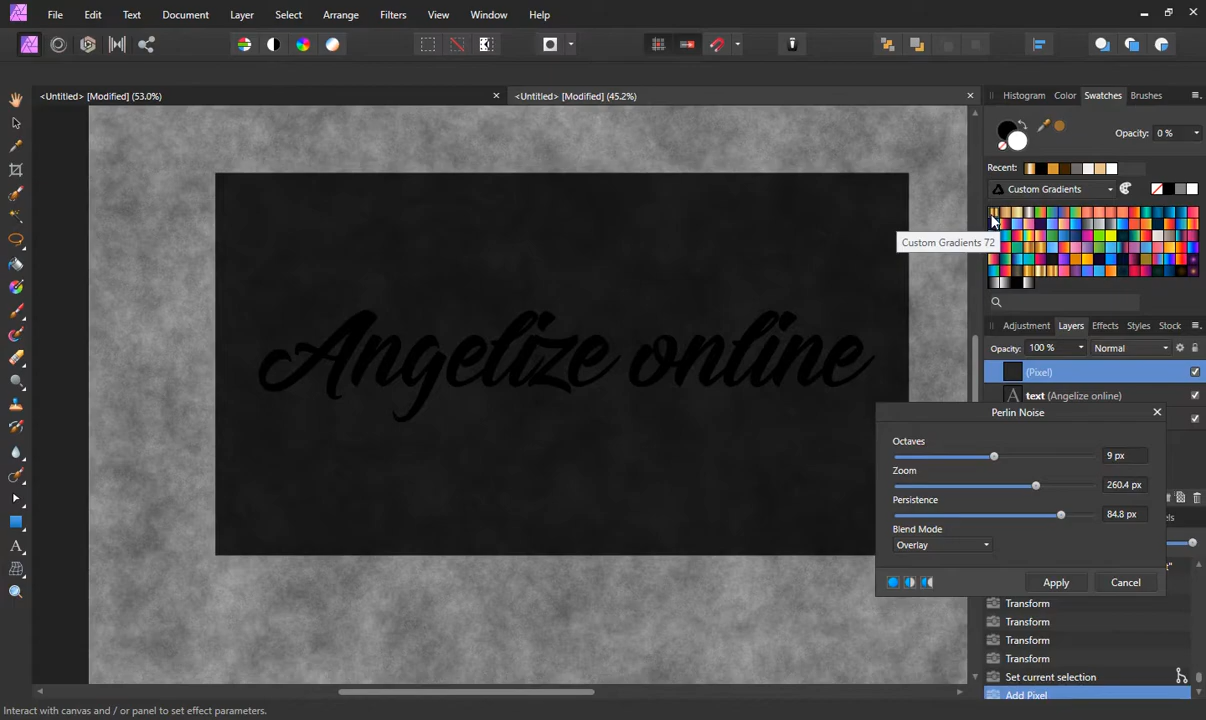 File Edit Text Document Layer Select Arrange Filters View Window Help
<Untitled> [Modified] (53.0%)
<Untitled> [Modified] (45.2%)
Histogram Color Swatches Brushes
Opacity: 0 %
Recent:
Custom Gradients
Custom Gradients 72
Angelize online
Adjustment Layers Effects Styles Stock
Opacity: 100 % Normal
(Pixel)
A text (Angelize online)
Perlin Noise
Octaves
9 px
Zoom
260.4 px
Persistence
84.8 px
Blend Mode
Overlay
Apply Cancel
Transform
Transform
Transform
Transform
Set current selection
Add Pixel
Interact with canvas and / or panel to set effect parameters.